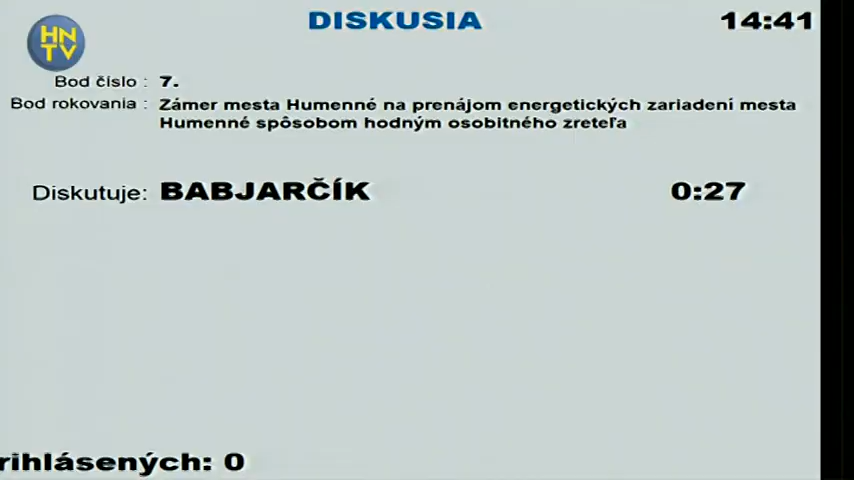 DISKUSIA 14:41
HN
TV
Bod číslo : 7.
Bod rokovania : Zámer mesta Humenné na prenájom energetických zariadení mesta
Humenné spôsobom hodným osobitného zreteľa
Diskutuje: BABJARČÍK 0:27
rihlásených: 0